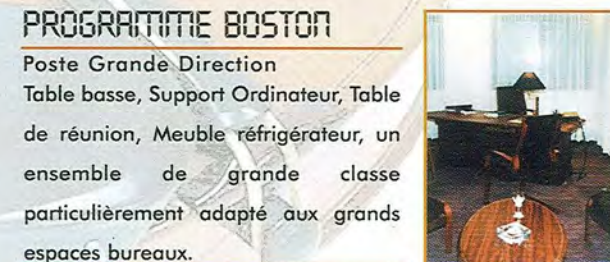 PROGRAMME BOSTON
Poste Grande Direction
Table basse, Support Ordinateur, Table
de réunion, Meuble réfrigérateur, un
ensemble de grande classe
particulièrement adapté aux grands
espaces bureaux.